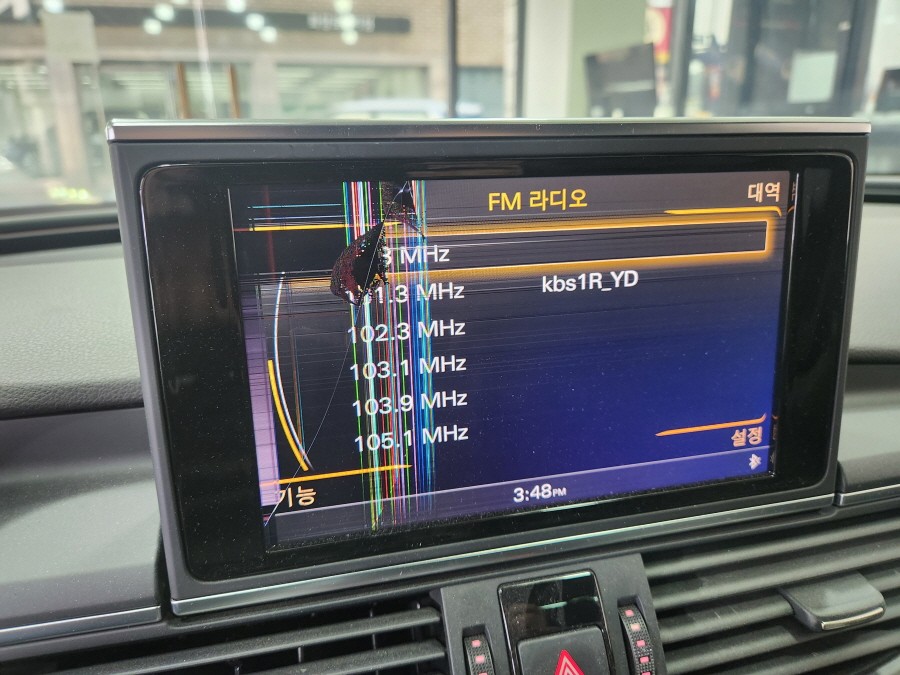 FM 라디오
대역
3 MHz
1.3 MHz
kbs1R_YD
102.3 MHz
103.1 MHz
103.9 MHz
105.1 MHz
설정
기능
3:48PM